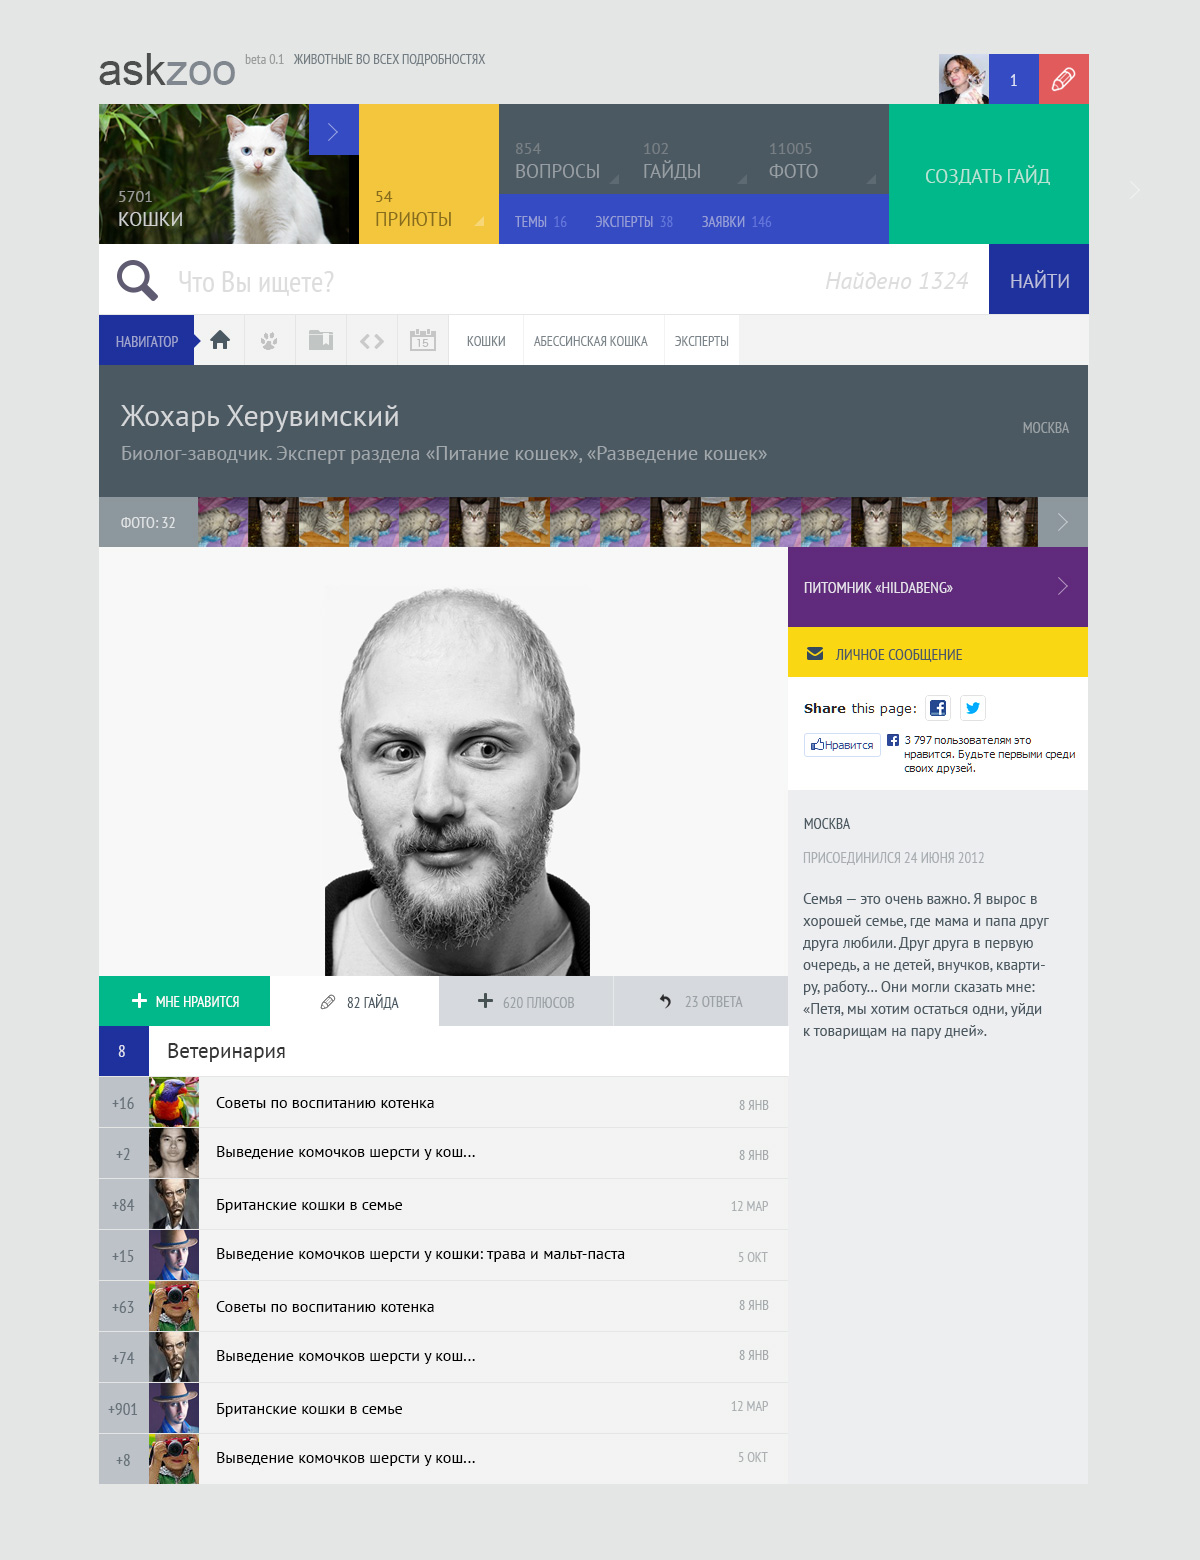 askzoo beta 0.1 ЖИВОТНЫЕ ВО ВСЕХ ПОДРОБНОСТЯХ
1
5701
КОШКИ
54
ПРИЮТЫ
854
ВОПРОСЫ
102
ГАЙДЫ
11005
ФОТО
ТЕМЫ 16 ЭКСПЕРТЫ 38 ЗАЯВКИ 146
СОЗДАТЬ ГАЙД
Что Вы ищете? Найдено 1324 НАЙТИ
НАВИГАТОР 15 КОШКИ АБЕССИНСКАЯ КОШКА ЭКСПЕРТЫ
Жохарь Херувимский
МОСКВА
Биолог-заводчик. Эксперт раздела «Питание кошек», «Разведение кошек»
ФОТО: 32
ПИТОМНИК «HILDABENG»
ЛИЧНОЕ СООБЩЕНИЕ
Share this page:
Нравится
3 797 пользователям это
нравится. Будьте первыми среди
своих друзей.
МОСКВА
ПРИСОЕДИНИЛСЯ 24 ИЮНЯ 2012
Семья — это очень важно. Я вырос в
хорошей семье, где мама и папа друг
друга любили. Друг друга в первую
очередь, а не детей, внучков, кварти-
ру, работу... Они могли сказать мне:
«Петя, мы хотим остаться одни, уйди
к товарищам на пару дней».
МНЕ НРАВИТСЯ 82 ГАЙДА 620 ПЛЮСОВ 23 ОТВЕТА
8 Ветеринария
+16 Советы по воспитанию котенка 8 ЯНВ
+2 Выведение комочков шерсти у кош... 8 ЯНВ
+84 Британские кошки в семье 12 МАР
+15 Выведение комочков шерсти у кошки: трава и мальт-паста 5 ОКТ
+63 Советы по воспитанию котенка 8 ЯНВ
+74 Выведение комочков шерсти у кош... 8 ЯНВ
+901 Британские кошки в семье 12 МАР
+8 Выведение комочков шерсти у кош... 5 ОКТ